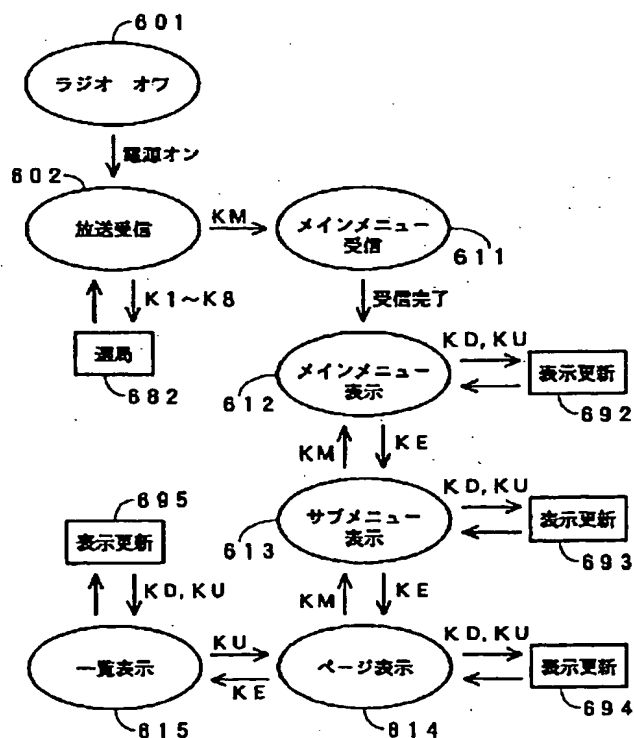 601
ラジオ オフ
電源オン
602
放送受信
KM
メインメニュー
受信
611
K1~K8
受信完了
選局
682
メインメニュー
表示
612
KD, KU
表示更新
692
KM
KE
サブメニュー
表示
613
KD, KU
表示更新
693
695
表示更新
KD, KU
KM
KE
一覧表示
615
KU
KE
ページ表示
614
KD, KU
表示更新
694